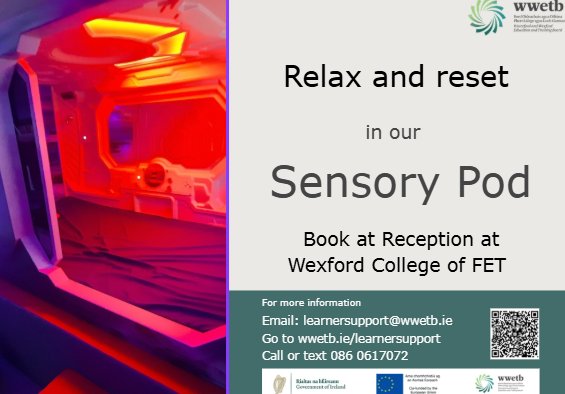 wwetb
Relax and reset
in our
Sensory Pod
Book at Reception at
Wexford College of FET
For more information
Email: learnersupport@wwetb.ie
Go to wwetb.ie/learnersupport
Call or text 086 0617072
Rialtas na hÉireann
Government of Ireland
Arna chomhchistiú ag
an Aontas Eorpach
Co-funded by the
European Union
wwetb